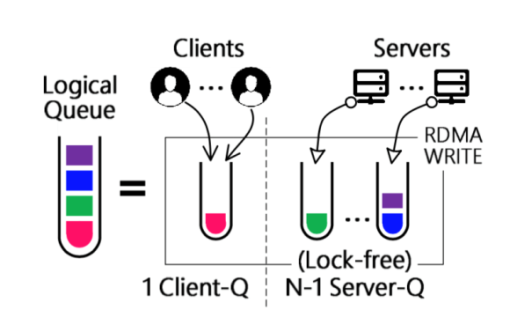 Clients
Servers
Logical
Queue
...
...
RDMA
WRITE
=
...
(Lock-free)
1 Client-Q
N-1 Server-Q